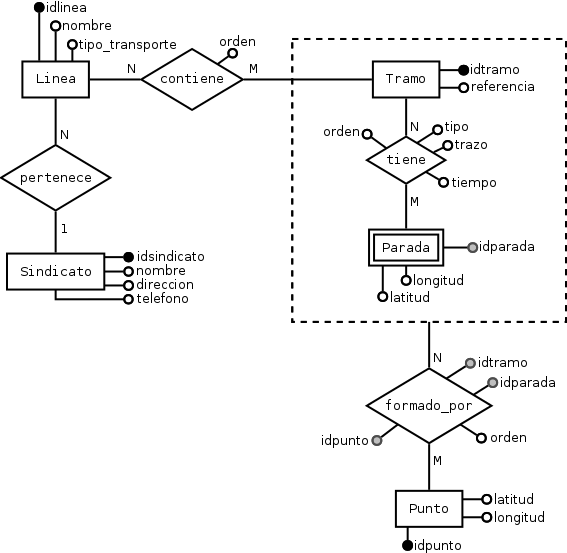 idlinea
nombre
tipo_transporte
Linea
N
contiene
orden
M
Tramo
idtramo
referencia
N
orden
tipo
trazo
tiene
tiempo
M
N
pertenece
1
Sindicato
idsindicato
nombre
direccion
telefono
Parada
idparada
longitud
latitud
N
idtramo
idparada
formado_por
idpunto
orden
M
Punto
latitud
longitud
idpunto